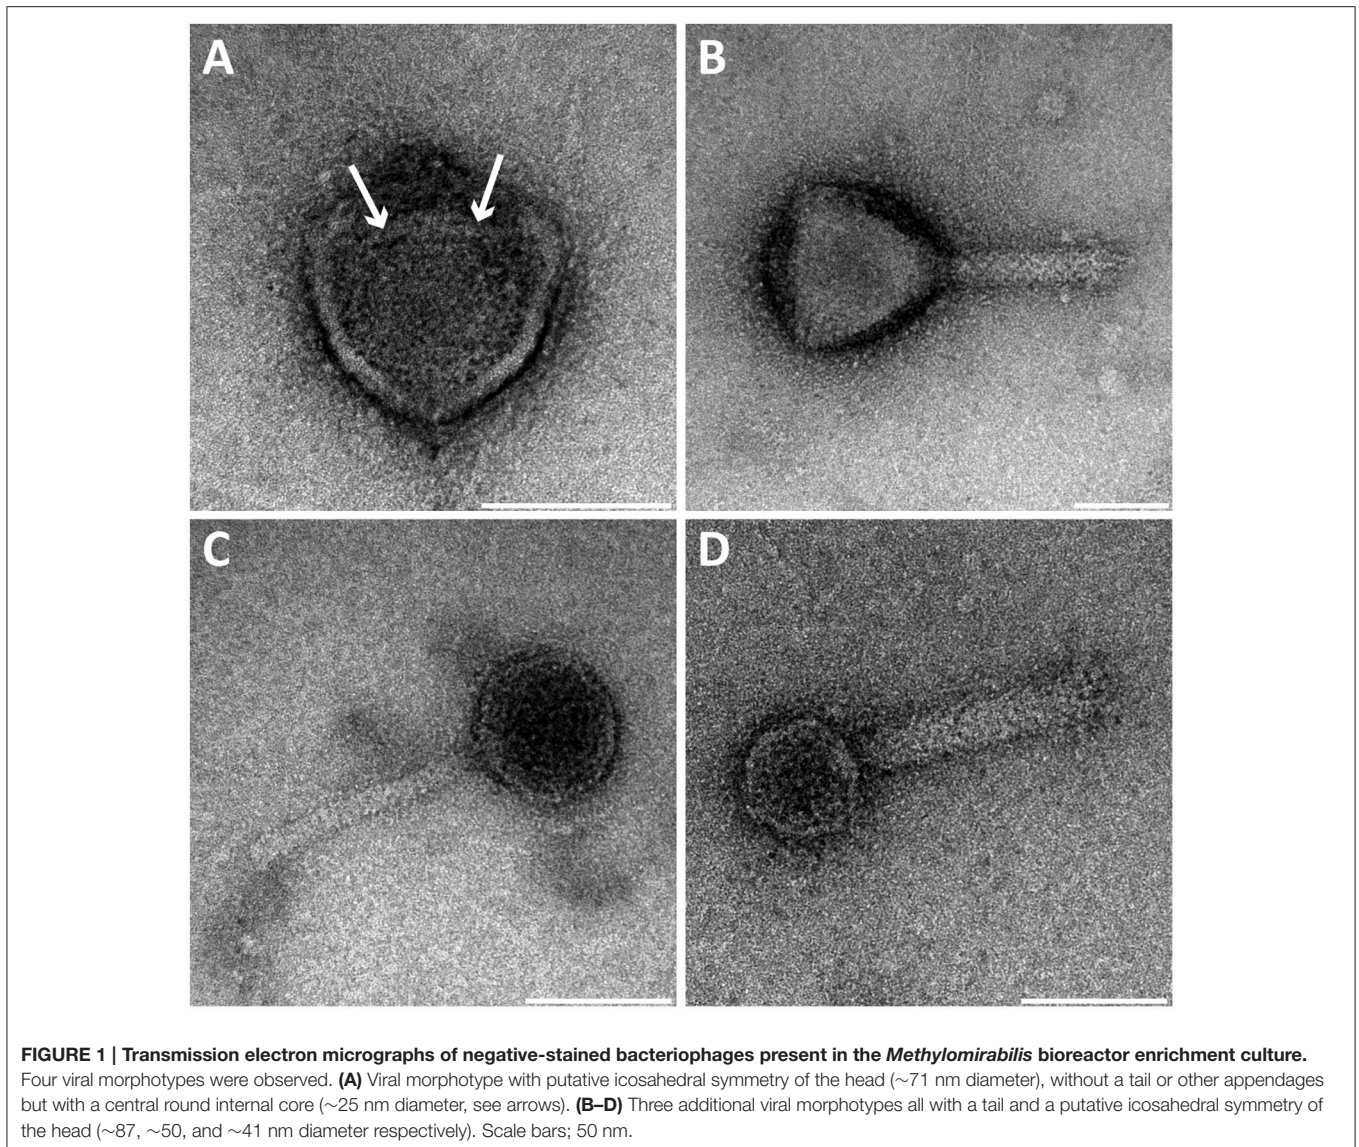 A
B
C
D
FIGURE 1 | Transmission electron micrographs of negative-stained bacteriophages present in the Methylomirabilis bioreactor enrichment culture.
Four viral morphotypes were observed. (A) Viral morphotype with putative icosahedral symmetry of the head (∼71 nm diameter), without a tail or other appendages
but with a central round internal core (∼25 nm diameter, see arrows). (B–D) Three additional viral morphotypes all with a tail and a putative icosahedral symmetry of
the head (∼87, ∼50, and ∼41 nm diameter respectively). Scale bars; 50 nm.